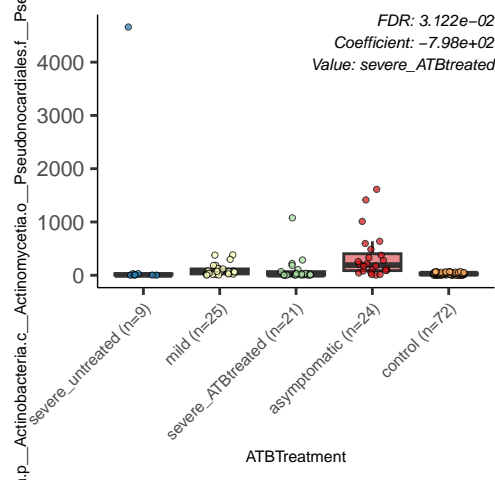 a.p__Actinobacteria.c__Actinomycetia.o__Pseudonocardiales.f__Pse
FDR: 3.122e−02
Coefficient: −7.98e+02
Value: severe_ATBtreated
4000
3000
2000
1000
0
severe_untreated (n=9)
mild (n=25)
severe_ATBtreated (n=21)
asymptomatic (n=24)
control (n=72)
ATBTreatment